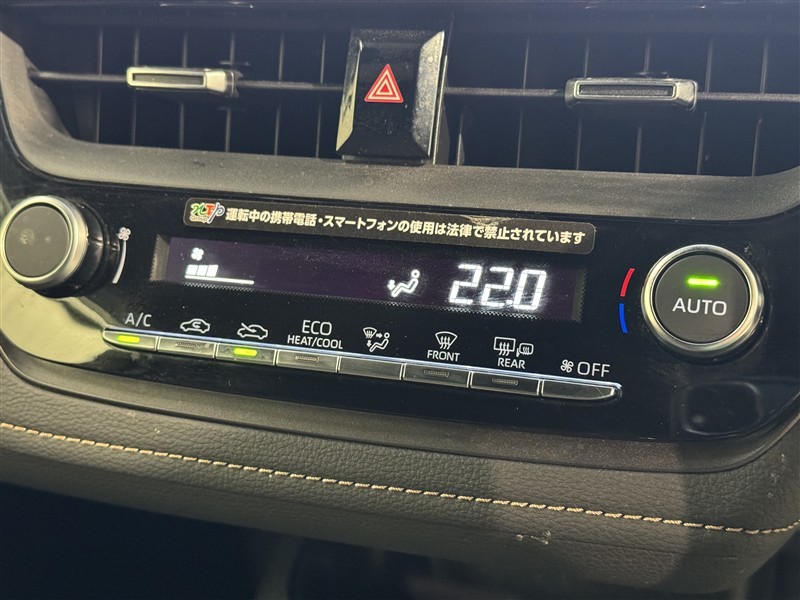 運転中の携帯電話・スマートフォンの使用は法律で禁止されています
22.0
AUTO
A/C
ECO
HEAT/COOL
FRONT
REAR
OFF